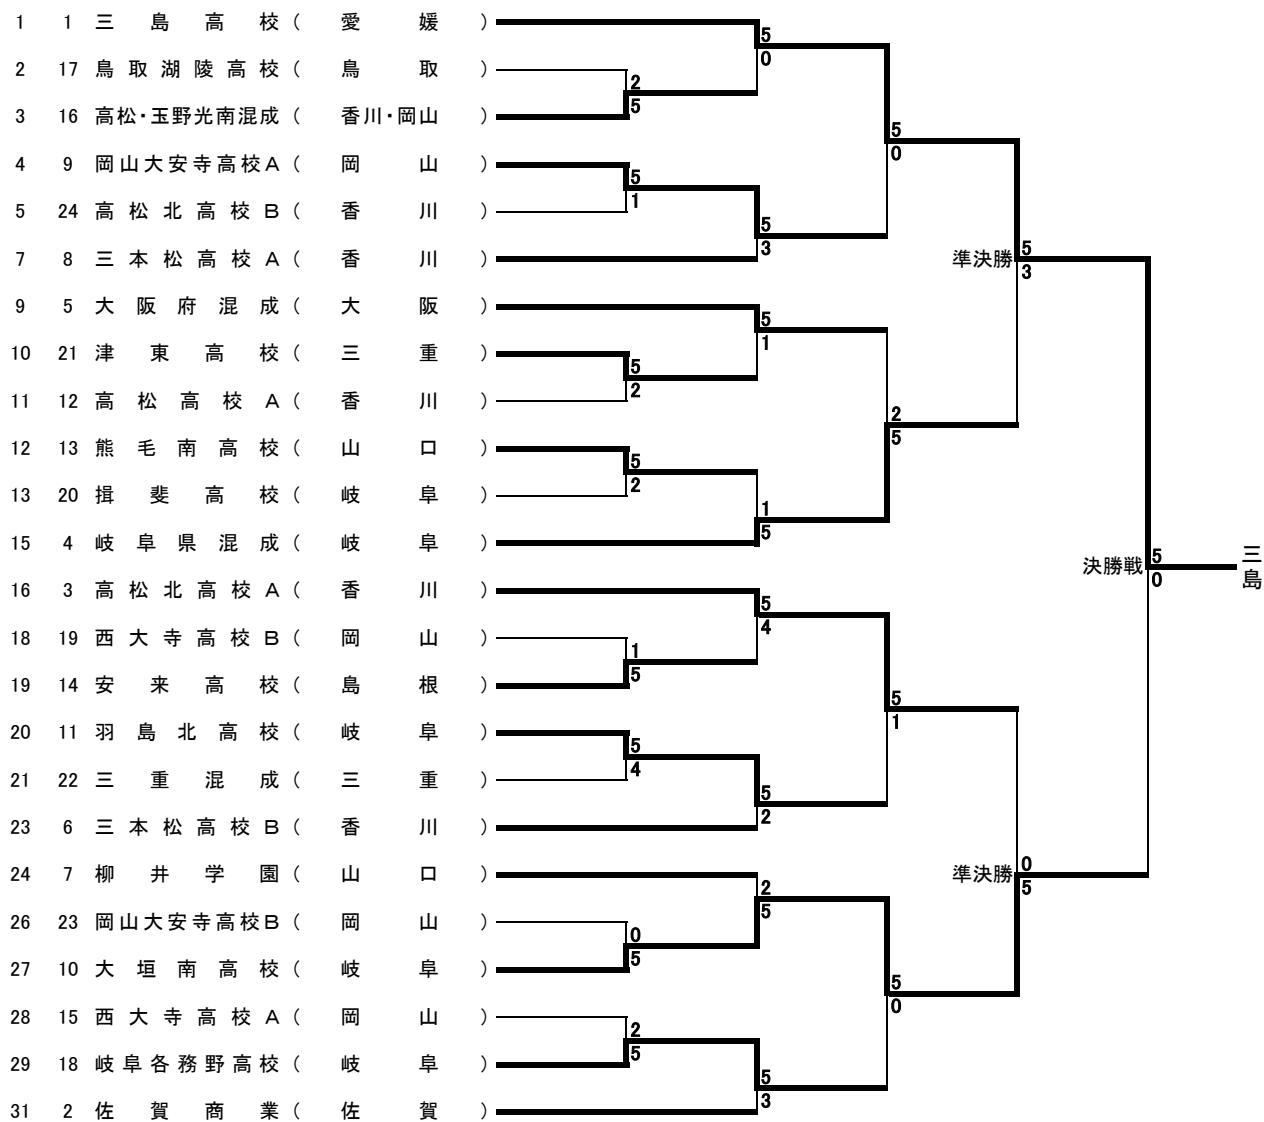 1 1 三島高校 ( 愛媛 )
5
0
2 17 鳥取湖陵高校 ( 鳥取 )
2
5
3 16 高松・玉野光南混成 ( 香川・岡山 )
5
0
4 9 岡山大安寺高校A ( 岡山 )
5
1
5 24 高松北高校B ( 香川 )
5
3
7 8 三本松高校A ( 香川 )
準決勝
5
3
9 5 大阪府混成 ( 大阪 )
5
1
10 21 津東高校 ( 三重 )
5
2
11 12 高松高校A ( 香川 )
2
5
12 13 熊毛南高校 ( 山口 )
5
2
13 20 揖斐高校 ( 岐阜 )
1
5
15 4 岐阜県混成 ( 岐阜 )
決勝戦
5
0
三島
16 3 高松北高校A ( 香川 )
5
4
18 19 西大寺高校B ( 岡山 )
1
5
19 14 安来高校 ( 島根 )
5
1
20 11 羽島北高校 ( 岐阜 )
5
4
21 22 三重混成 ( 三重 )
5
2
23 6 三本松高校B ( 香川 )
準決勝
0
5
24 7 柳井学園 ( 山口 )
2
5
26 23 岡山大安寺高校B ( 岡山 )
0
5
27 10 大垣南高校 ( 岐阜 )
5
0
28 15 西大寺高校A ( 岡山 )
2
5
29 18 岐阜各務野高校 ( 岐阜 )
5
3
31 2 佐賀商業 ( 佐賀 )